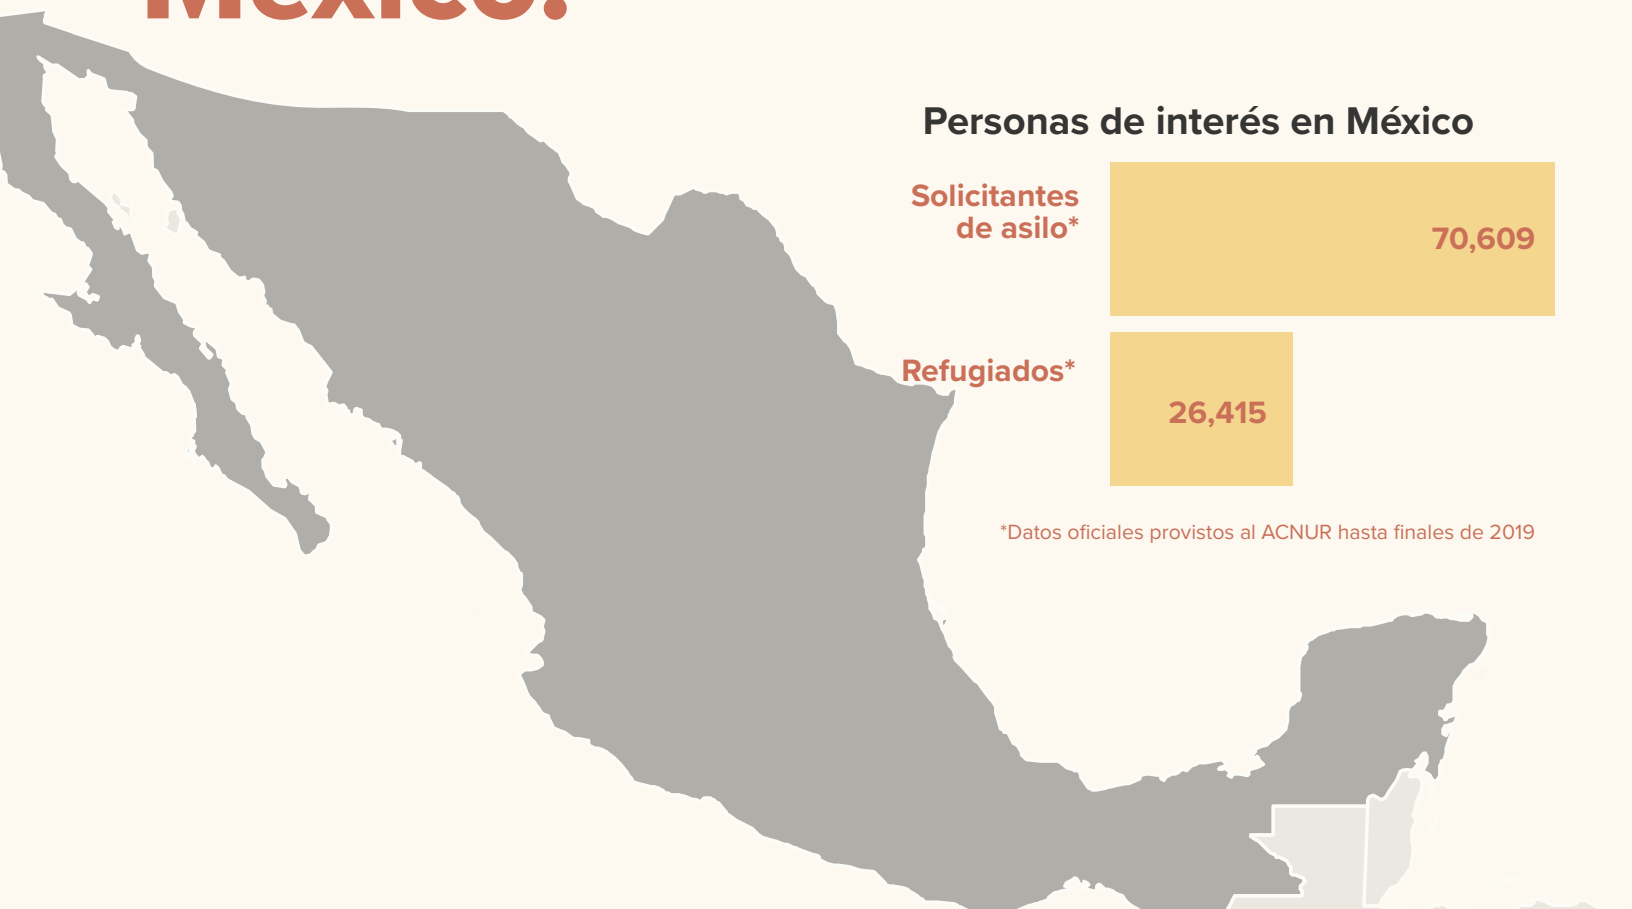 México.
Personas de interés en México
Solicitantes
de asilo*
70,609
Refugiados*
26,415
*Datos oficiales provistos al ACNUR hasta finales de 2019